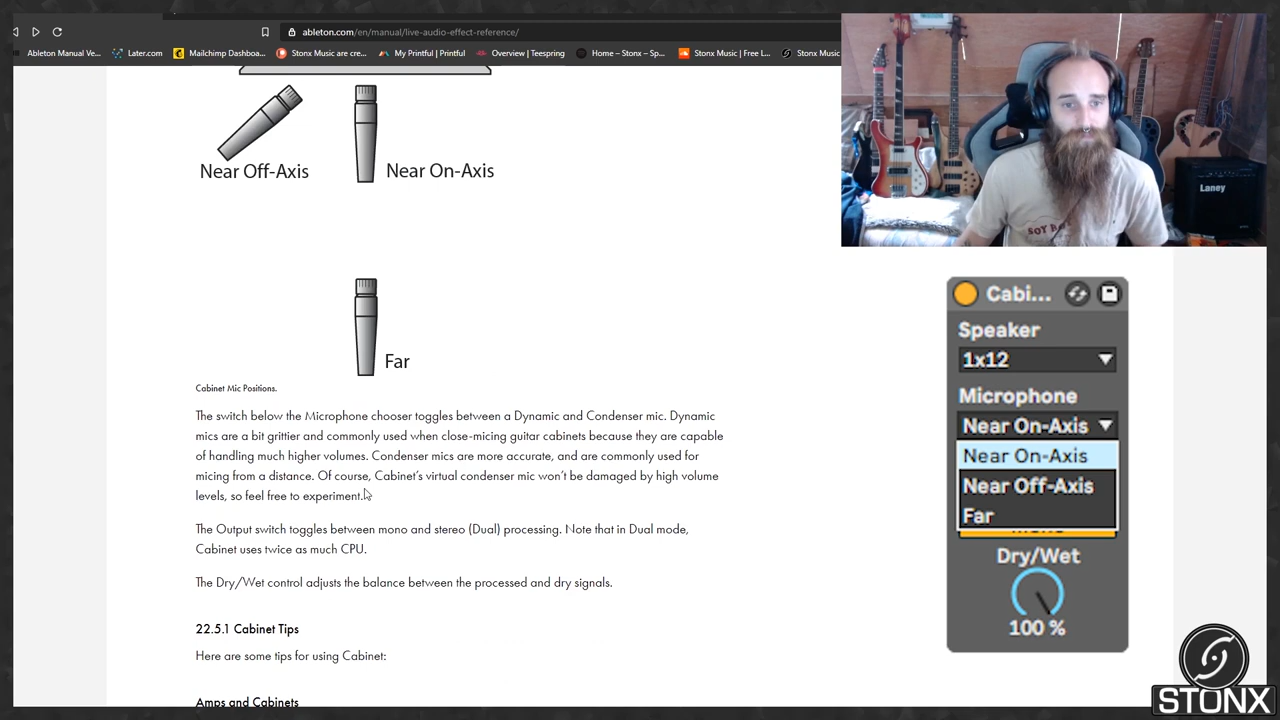 ableton.com/en/manual/live-audio-effect-reference/
Ableton Manual Ve...
Later.com
Mailchimp Dashboa...
Stonx Music are cre...
My Printful | Printful
Overview | Teespring
Home – Stonx – Sp...
Stonx Music | Free L...
Stonx Music
Near Off-Axis
Near On-Axis
Far
Cabinet Mic Positions.
The switch below the Microphone chooser toggles between a Dynamic and Condenser mic. Dynamic
mics are a bit grittier and commonly used when close-micing guitar cabinets because they are capable
of handling much higher volumes. Condenser mics are more accurate, and are commonly used for
micing from a distance. Of course, Cabinet's virtual condenser mic won't be damaged by high volume
levels, so feel free to experiment.
The Output switch toggles between mono and stereo (Dual) processing. Note that in Dual mode,
Cabinet uses twice as much CPU.
The Dry/Wet control adjusts the balance between the processed and dry signals.
22.5.1 Cabinet Tips
Here are some tips for using Cabinet:
Amps and Cabinets
Laney
SOY
Cabi...
Speaker
1x12
Microphone
Near On-Axis
Near On-Axis
Near Off-Axis
Far
Dry/Wet
100 %
STONX